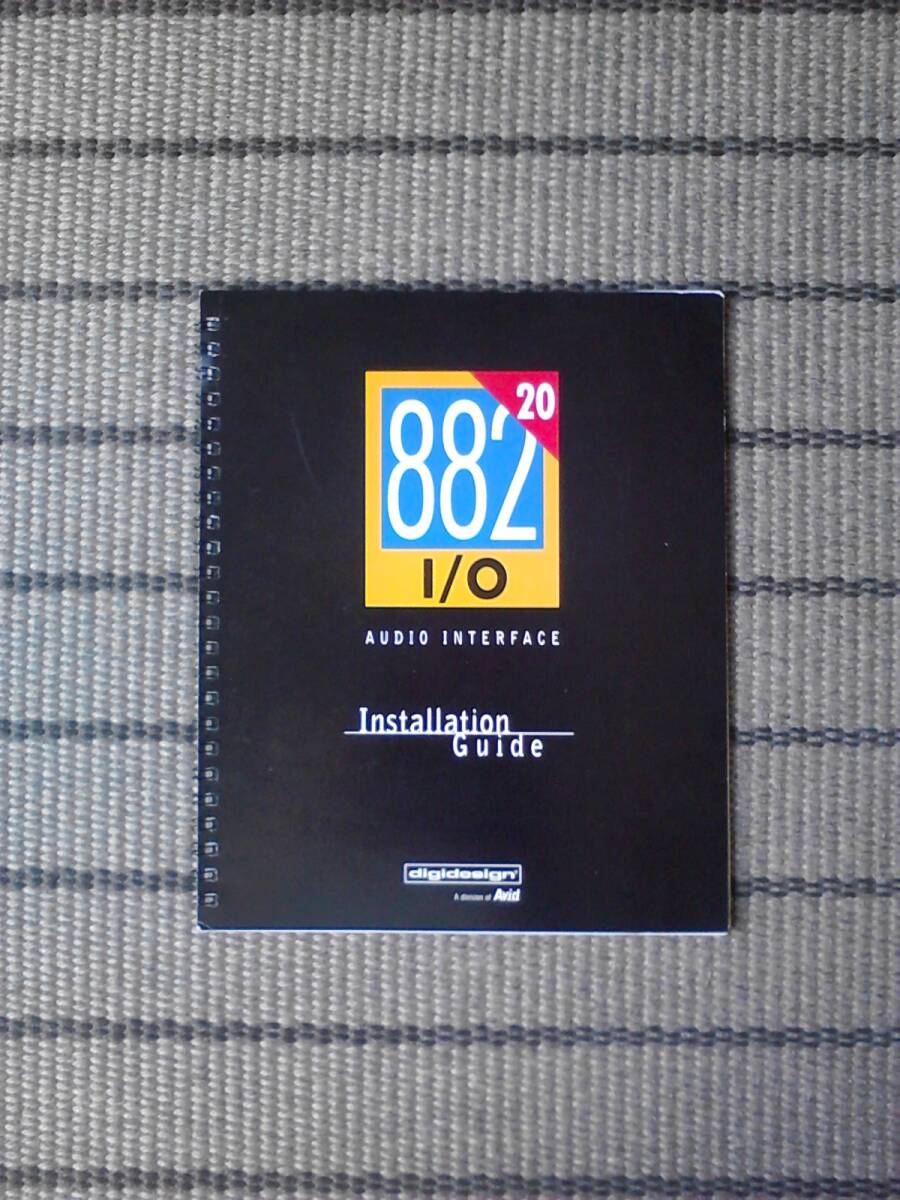 20
882
I/O
AUDIO INTERFACE
Installation
Guide
digidesign®
A division of Avid